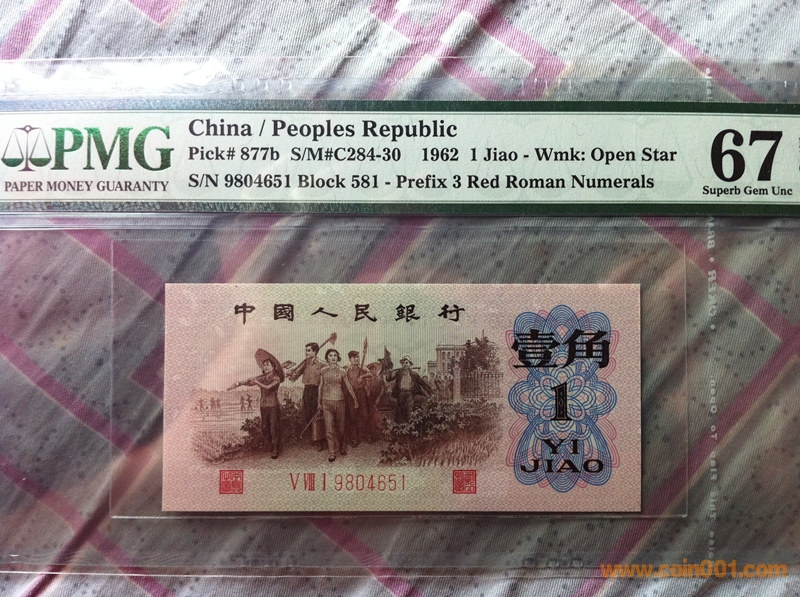 PMG
PAPER MONEY GUARANTY
China / Peoples Republic
Pick# 877b S/M#C284-30 1962 1 Jiao - Wmk: Open Star
S/N 9804651 Block 581 - Prefix 3 Red Roman Numerals
67
Superb Gem Unc
中國人民銀行
壹角
1
YI
JIAO
V VIII I 9804651
www.coin001.com